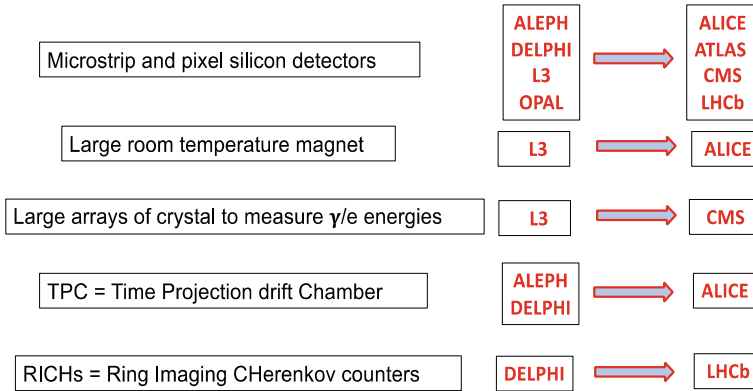 Microstrip and pixel silicon detectors
ALEPH
DELPHI
L3
OPAL
ALICE
ATLAS
CMS
LHCb
Large room temperature magnet
L3
ALICE
Large arrays of crystal to measure γ/e energies
L3
CMS
TPC = Time Projection drift Chamber
ALEPH
DELPHI
ALICE
RICHs = Ring Imaging CHerenkov counters
DELPHI
LHCb